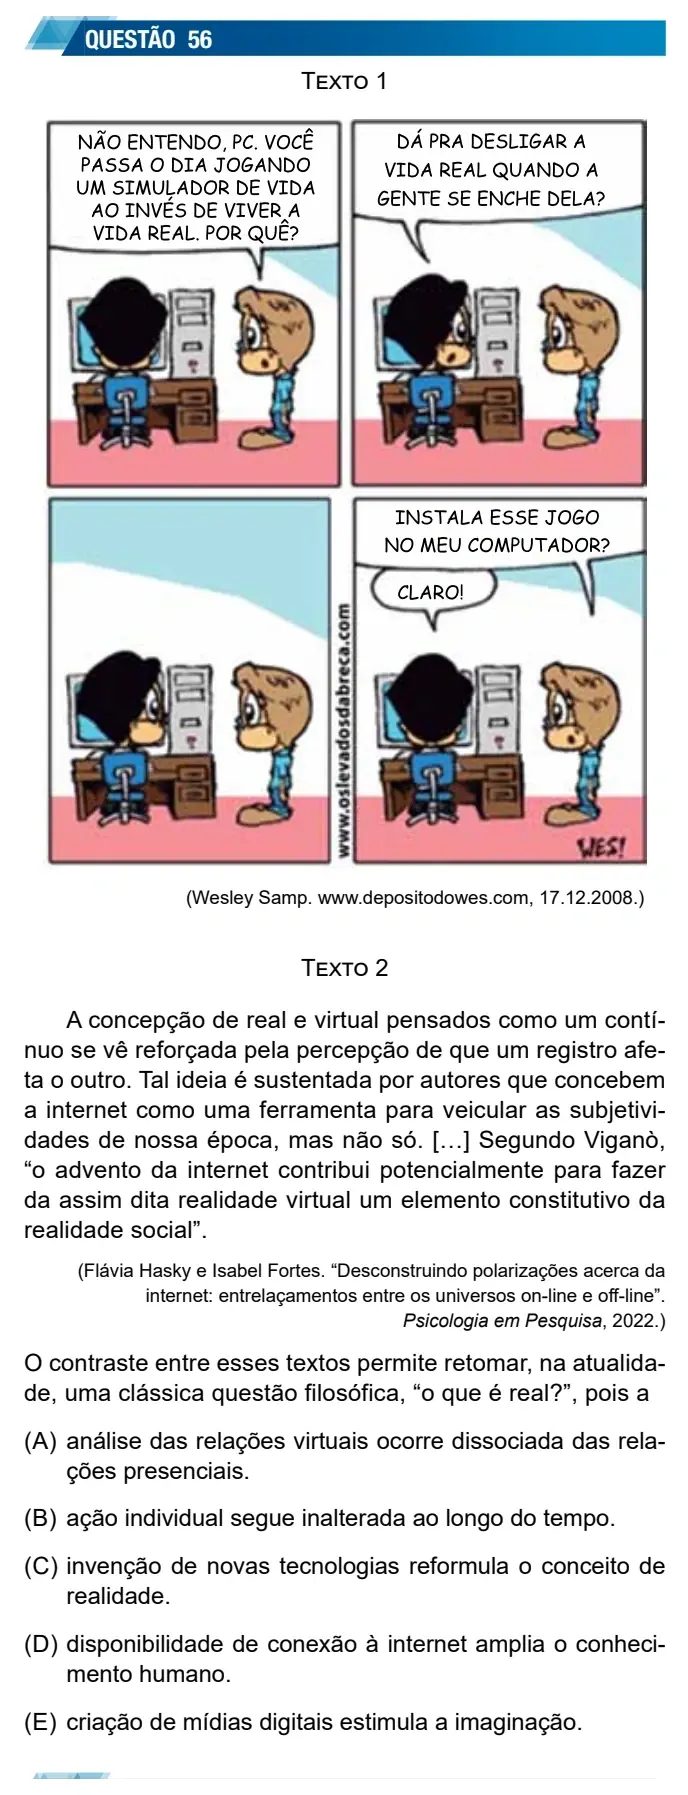 QUESTÃO 56
TEXTO 1
NÃO ENTENDO, PC. VOCÊ
PASSA O DIA JOGANDO
UM SIMULADOR DE VIDA
AO INVÉS DE VIVER A
VIDA REAL. POR QUÊ?
DÁ PRA DESLIGAR A
VIDA REAL QUANDO A
GENTE SE ENCHE DELA?
INSTALA ESSE JOGO
NO MEU COMPUTADOR?
CLARO!
www.oslevadosdabreca.com
WES!
(Wesley Samp. www.depositodowes.com, 17.12.2008.)
TEXTO 2
A concepção de real e virtual pensados como um contí-
nuo se vê reforçada pela percepção de que um registro afe-
ta o outro. Tal ideia é sustentada por autores que concebem
a internet como uma ferramenta para veicular as subjetivi-
dades de nossa época, mas não só. [...] Segundo Viganò,
“o advento da internet contribui potencialmente para fazer
da assim dita realidade virtual um elemento constitutivo da
realidade social”.
(Flávia Hasky e Isabel Fortes. “Desconstruindo polarizações acerca da
internet: entrelaçamentos entre os universos on-line e off-line”.
Psicologia em Pesquisa, 2022.)
O contraste entre esses textos permite retomar, na atualida-
de, uma clássica questão filosófica, “o que é real?”, pois a
(A) análise das relações virtuais ocorre dissociada das rela-
ções presenciais.
(B) ação individual segue inalterada ao longo do tempo.
(C) invenção de novas tecnologias reformula o conceito de
realidade.
(D) disponibilidade de conexão à internet amplia o conheci-
mento humano.
(E) criação de mídias digitais estimula a imaginação.